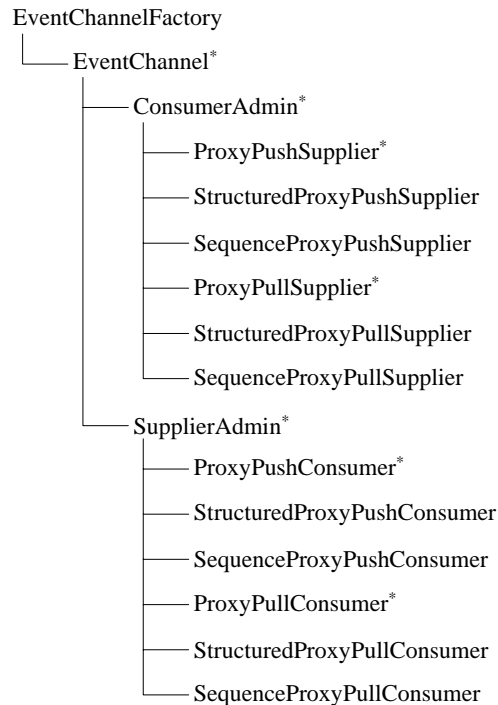 EventChannelFactory
EventChannel*
ConsumerAdmin*
ProxyPushSupplier*
StructuredProxyPushSupplier
SequenceProxyPushSupplier
ProxyPullSupplier*
StructuredProxyPullSupplier
SequenceProxyPullSupplier
SupplierAdmin*
ProxyPushConsumer*
StructuredProxyPushConsumer
SequenceProxyPushConsumer
ProxyPullConsumer*
StructuredProxyPullConsumer
SequenceProxyPullConsumer